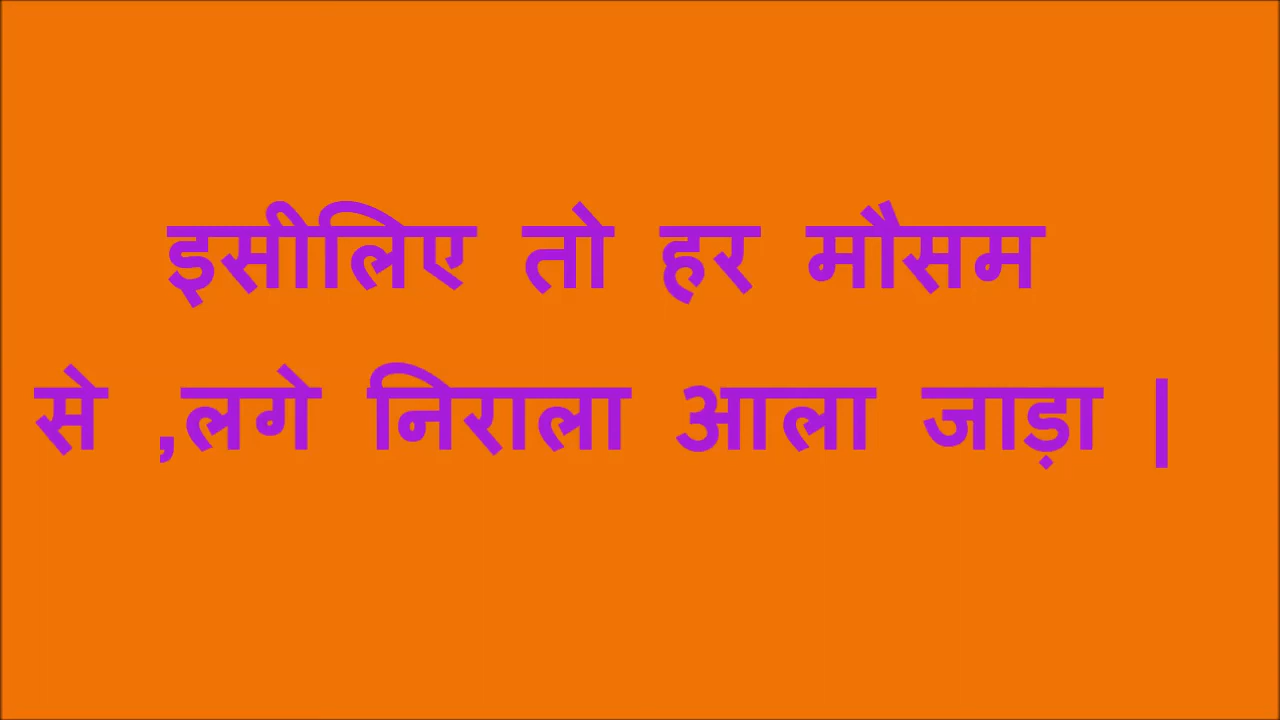 इसीलिए तो हर मौसम
से ,लगे निराला आला जाड़ा |